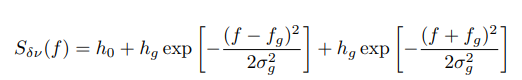 $S_{\delta\nu}(f) = h_0 + h_g \exp\left[-\frac{(f - f_g)^2}{2\sigma_g^2}\right] + h_g \exp\left[-\frac{(f + f_g)^2}{2\sigma_g^2}\right]$